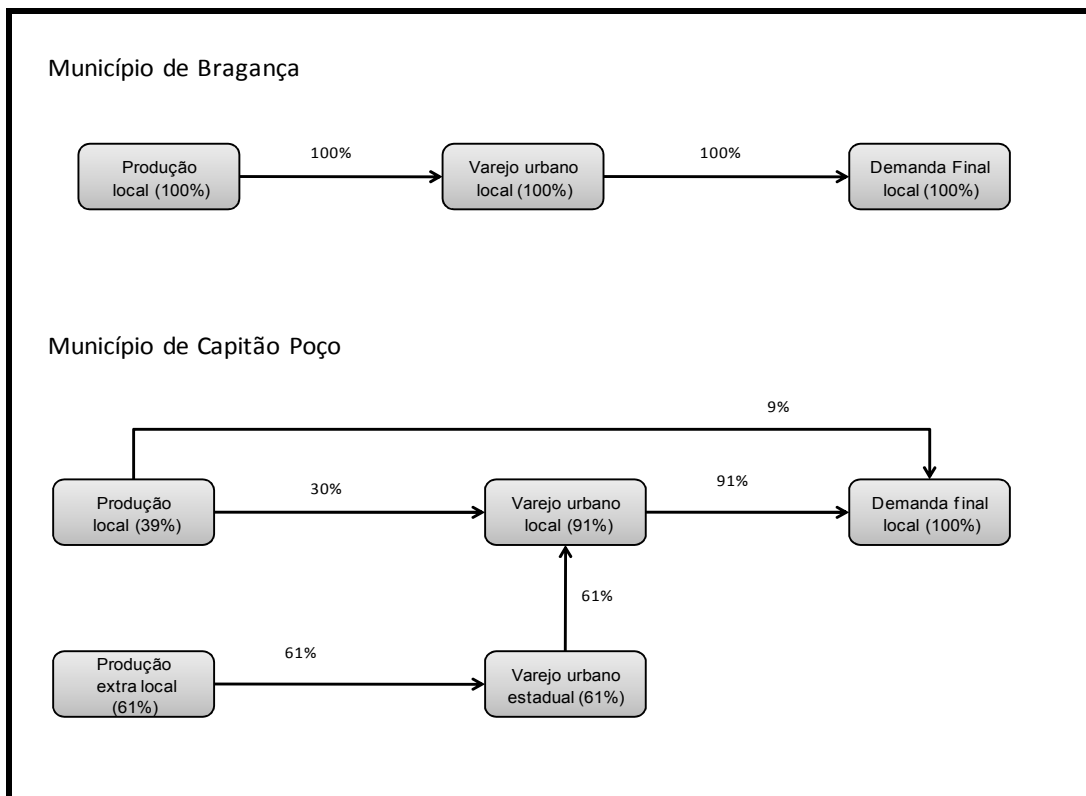 Município de Bragança
100%
100%
Produção
local (100%)
Varejo urbano
local (100%)
Demanda Final
local (100%)
Município de Capitão Poço
9%
30%
91%
Produção
local (39%)
Varejo urbano
local (91%)
Demanda final
local (100%)
61%
61%
Produção
extra local
(61%)
Varejo urbano
estadual (61%)